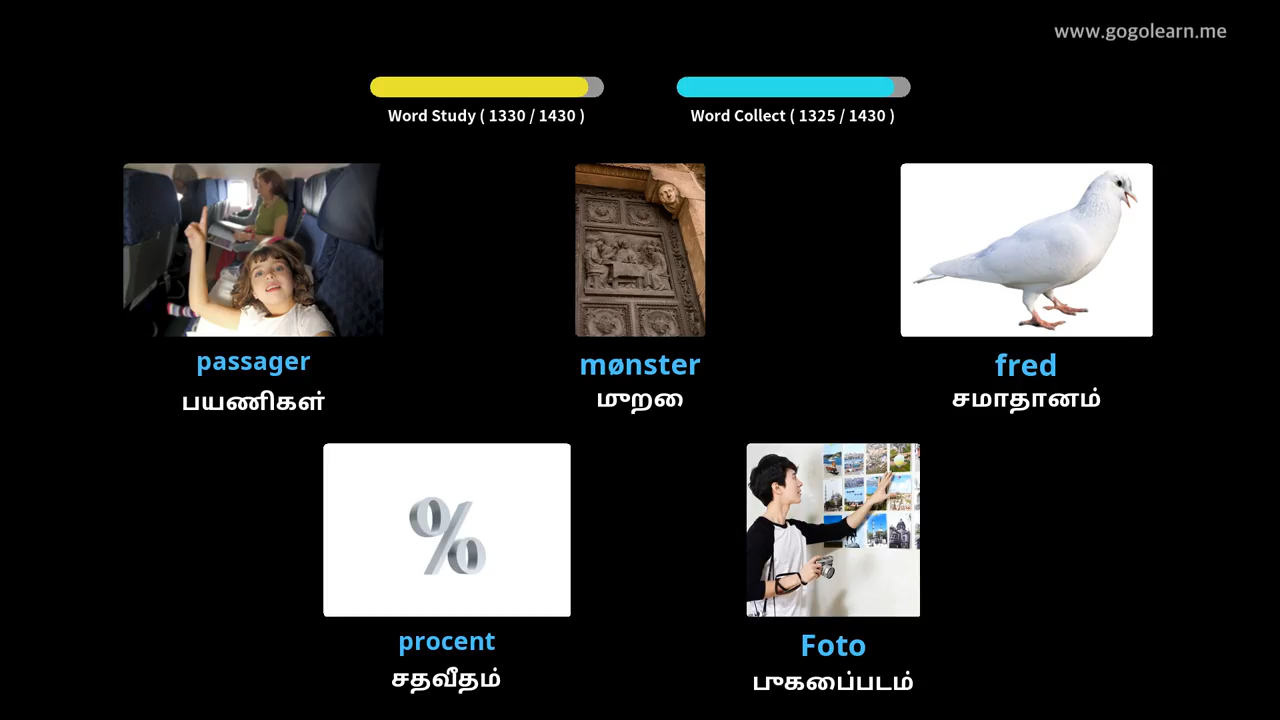 www.gogolearn.me
Word Study ( 1330 / 1430 )
Word Collect ( 1325 / 1430 )
passager
பயணிகள்
mønster
முறை
fred
சமாதானம்
procent
சதவீதம்
Foto
புகைப்படம்